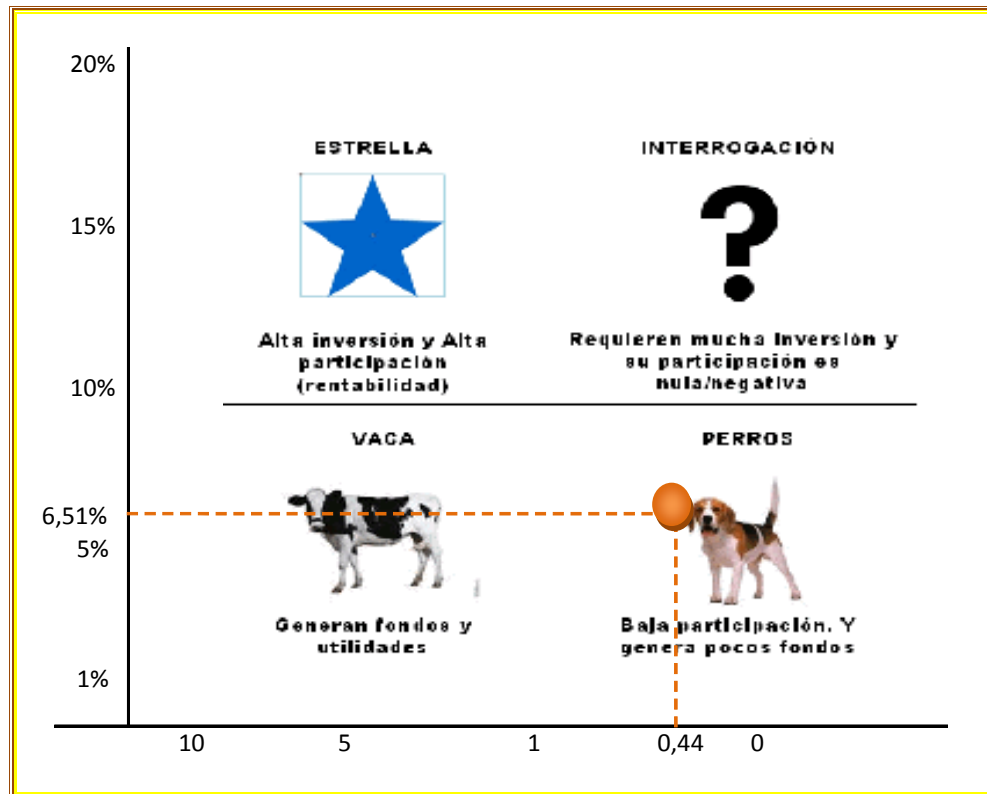 20%
ESTRELLA
INTERROGACIÓN
15%
Alta inversión y Alta
participación
(rentabilidad)
Requieren mucha inversión y
su participación es
nula/negativa
10%
VACA
PERROS
6,51%
5%
Generan fondos y
utilidades
Baja participación. Y
genera pocos fondos
1%
10
5
1
0,44
0